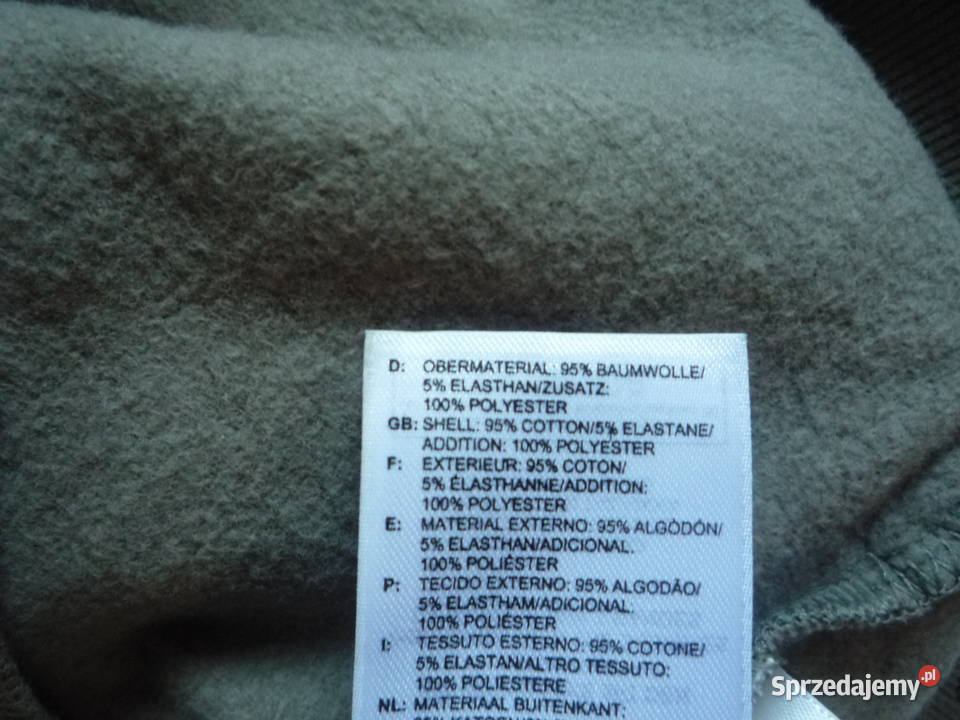 D: OBERMATERIAL: 95% BAUMWOLLE/
5% ELASTHAN/ZUSATZ:
100% POLYESTER
GB: SHELL: 95% COTTON/5% ELASTANE/
ADDITION: 100% POLYESTER
F: EXTERIEUR: 95% COTON/
5% ÉLASTHANNE/ADDITION:
100% POLYESTER
E: MATERIAL EXTERNO: 95% ALGÒDÓN/
5% ELASTHAN/ADICIONAL.
100% POLIÉSTER
P: TECIDO EXTERNO: 95% ALGODÃO/
5% ELASTHAM/ADICIONAL:
100% POLIÉSTER
I: TESSUTO ESTERNO: 95% COTONE/
5% ELASTAN/ALTRO TESSUTO:
100% POLIESTERE
NL: MATERIAAL BUITENKANT:
Sprzedajemy.pl